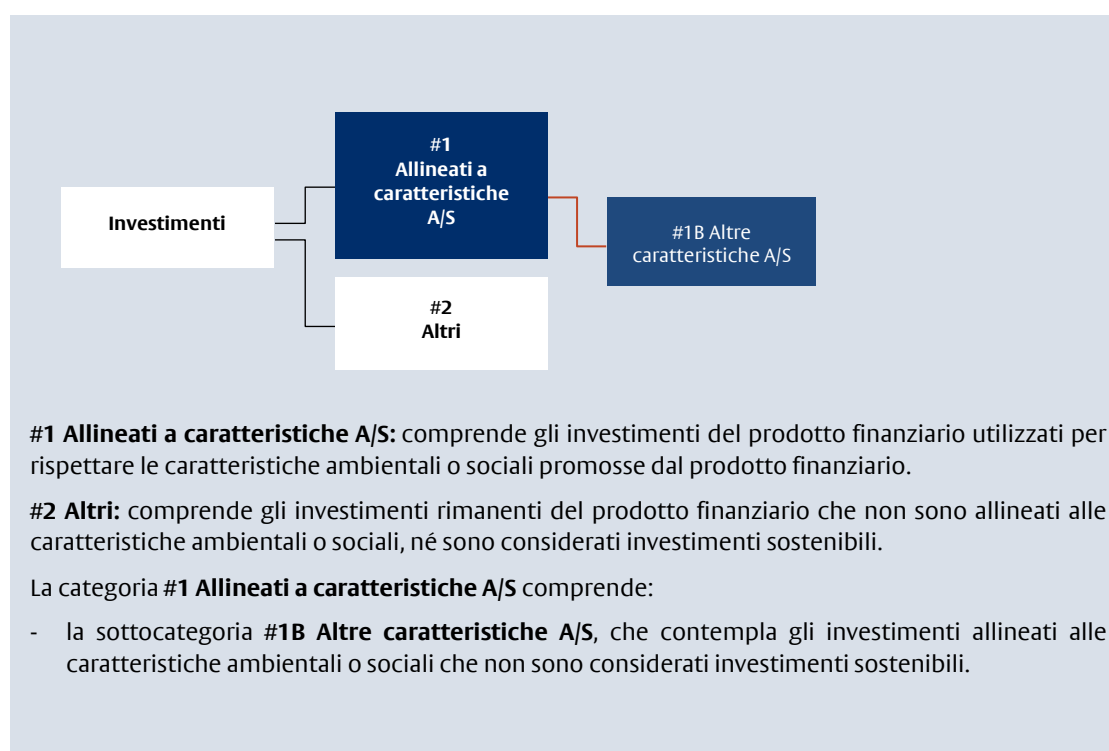 #1
Allineati a
caratteristiche
A/S
Investimenti
#1B Altre
caratteristiche A/S
#2
Altri
#1 Allineati a caratteristiche A/S: comprende gli investimenti del prodotto finanziario utilizzati per
rispettare le caratteristiche ambientali o sociali promosse dal prodotto finanziario.
#2 Altri: comprende gli investimenti rimanenti del prodotto finanziario che non sono allineati alle
caratteristiche ambientali o sociali, né sono considerati investimenti sostenibili.
La categoria #1 Allineati a caratteristiche A/S comprende:
- la sottocategoria #1B Altre caratteristiche A/S, che contempla gli investimenti allineati alle
caratteristiche ambientali o sociali che non sono considerati investimenti sostenibili.